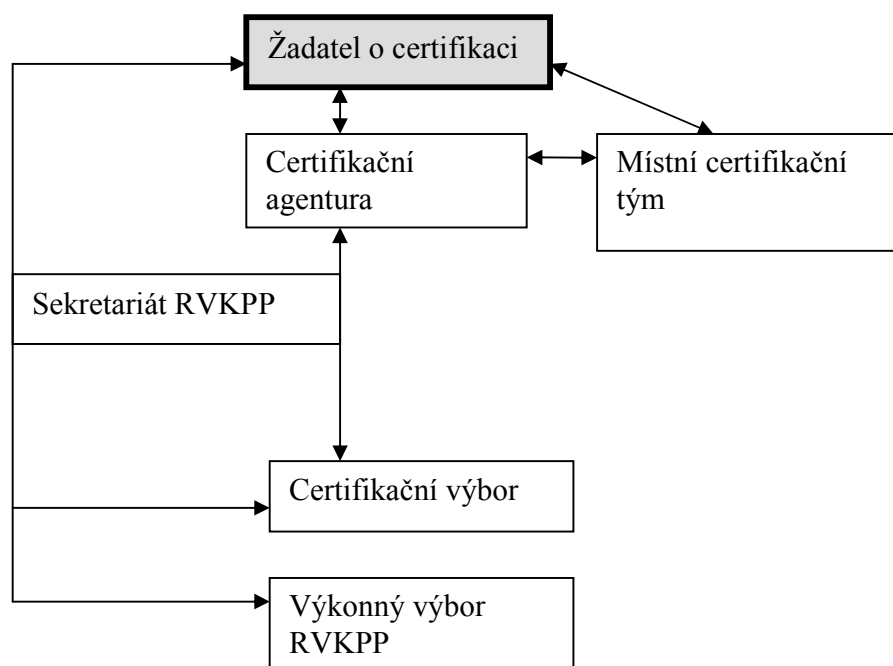 Žadatel o certifikaci
Certifikační
agentura
Místní certifikační
tým
Sekretariát RVKPP
Certifikační výbor
Výkonný výbor
RVKPP